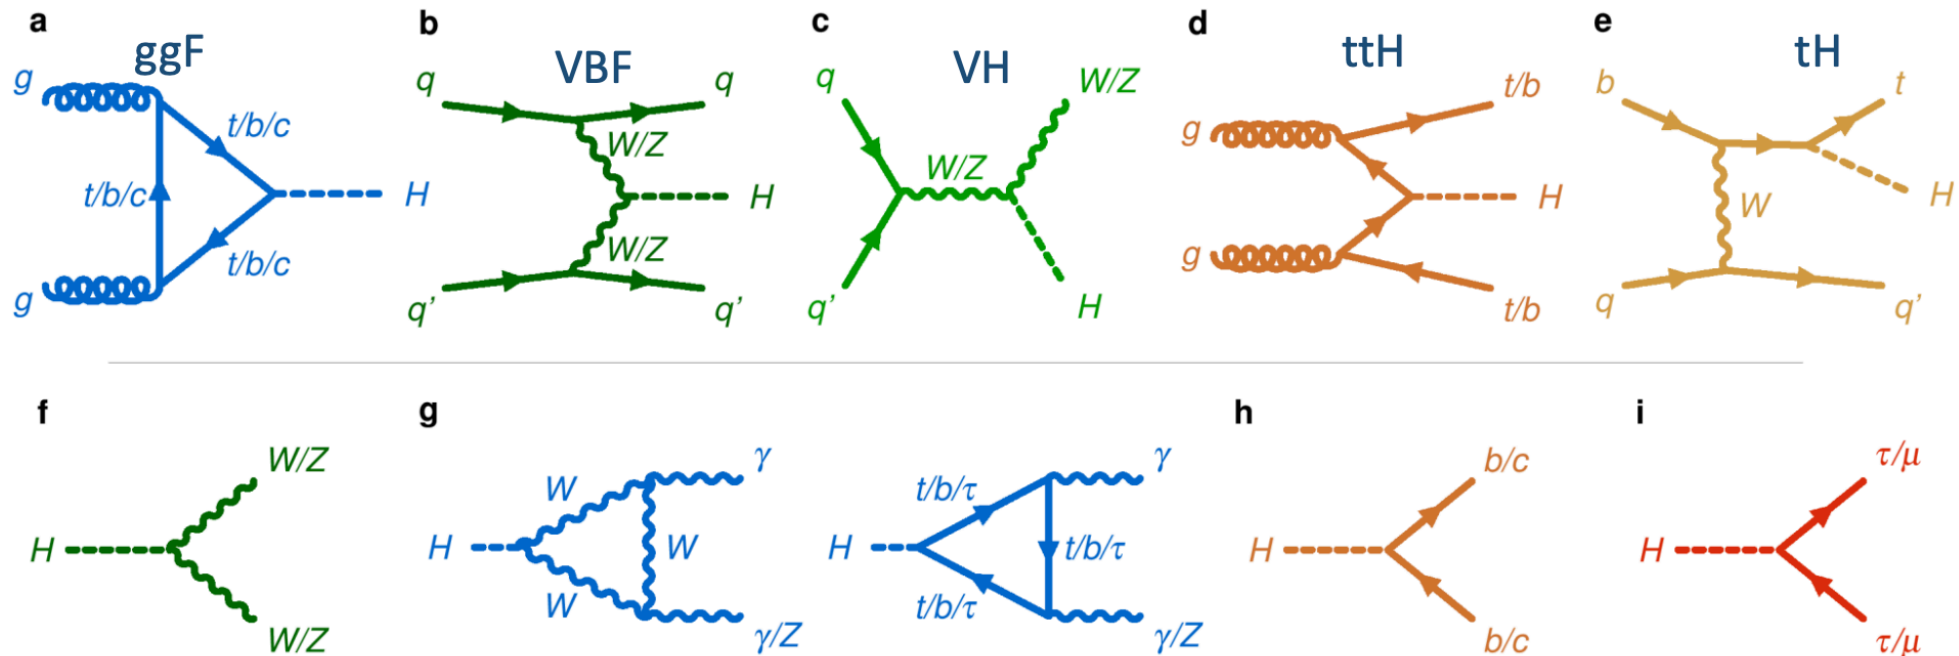 a
ggF
g
t/b/c
t/b/c
H
t/b/c
g
b
VBF
q
q
W/Z
H
W/Z
q'
q'
c
VH
q
W/Z
W/Z
q'
H
d
ttH
t/b
g
H
g
t/b
e
tH
b
t
H
W
q
q'
f
W/Z
H
W/Z
g
γ
W
H
W
W
γ/Z
γ
t/b/τ
H
t/b/τ
t/b/τ
γ/Z
h
b/c
H
b/c
i
τ/μ
H
τ/μ